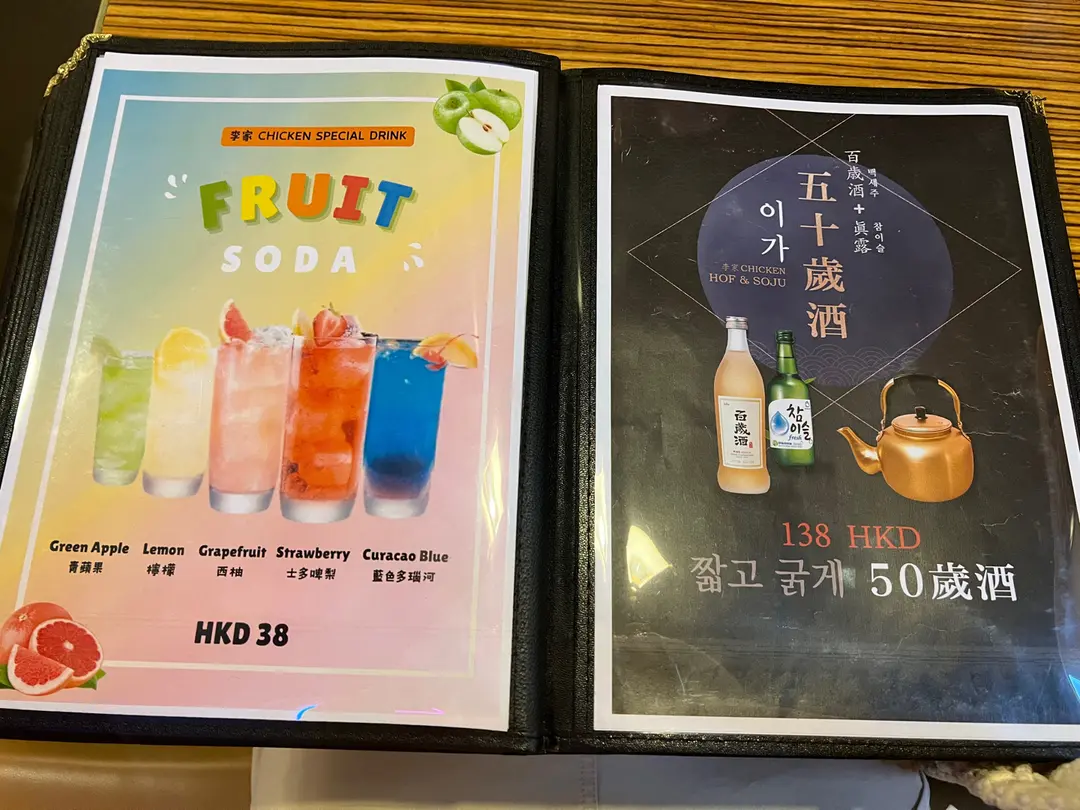 李家 CHICKEN SPECIAL DRINK
FRUIT
SODA
Green Apple
青蘋果
Lemon
檸檬
Grapefruit
西柚
Strawberry
士多啤梨
Curacao Blue
藍色多瑙河
HKD 38
百歲酒+眞露
백세주
참이슬
五十歲酒
이가
李家 CHICKEN
HOF & SOJU
百歲酒
참이슬
fresh
138 HKD
짧고 굵게 50歲酒